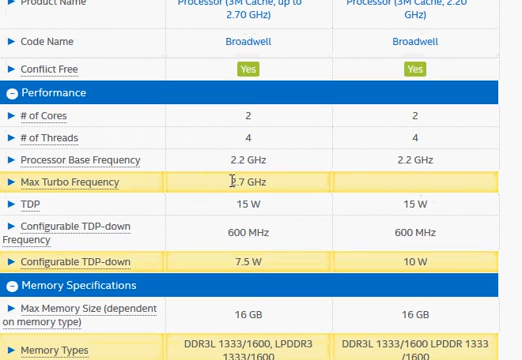 Product Name Processor (3M Cache, up to Processor (3M Cache, 2.20
2.70 GHz) GHz)
Code Name Broadwell Broadwell
Conflict Free Yes Yes
Performance
# of Cores 2 2
# of Threads 4 4
Processor Base Frequency 2.2 GHz 2.2 GHz
Max Turbo Frequency 2.7 GHz
TDP 15 W 15 W
Configurable TDP-down
Frequency 600 MHz 600 MHz
Configurable TDP-down 7.5 W 10 W
Memory Specifications
Max Memory Size (dependent
on memory type) 16 GB 16 GB
Memory Types DDR3L 1333/1600, LPDDR3 DDR3L 1333/1600 LPDDR 1333
1333/1600 /1600